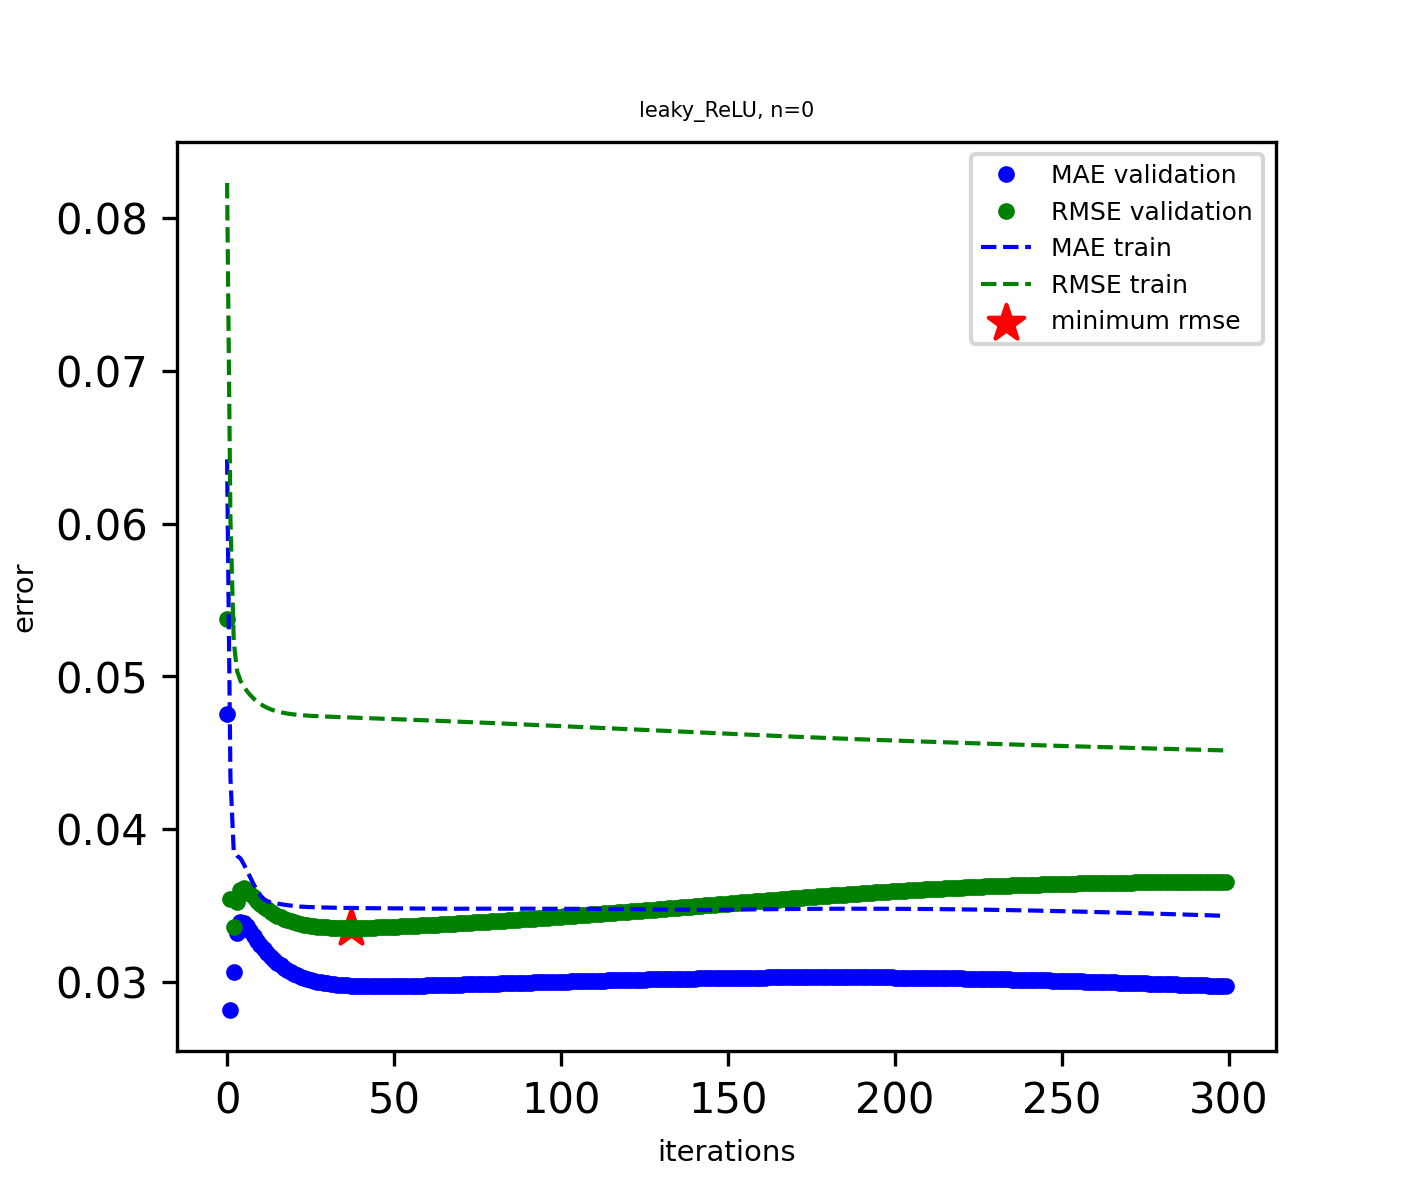 leaky_ReLU, n=0
MAE validation
RMSE validation
MAE train
RMSE train
minimum rmse
0.08
0.07
0.06
0.05
0.04
0.03
error
0 50 100 150 200 250 300
iterations